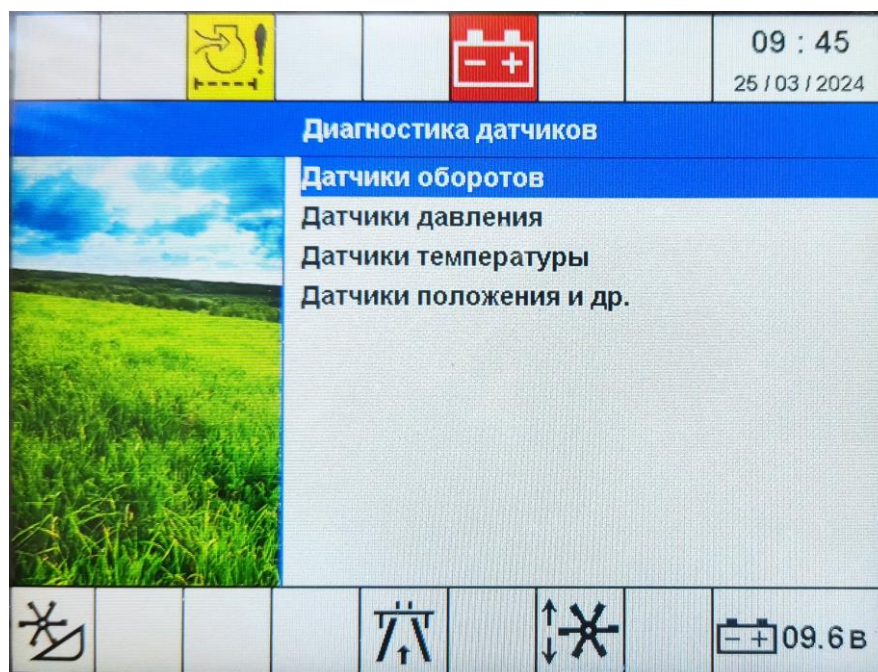 09 : 45
25 / 03 / 2024
Диагностика датчиков
Датчики оборотов
Датчики давления
Датчики температуры
Датчики положения и др.
09.6 в